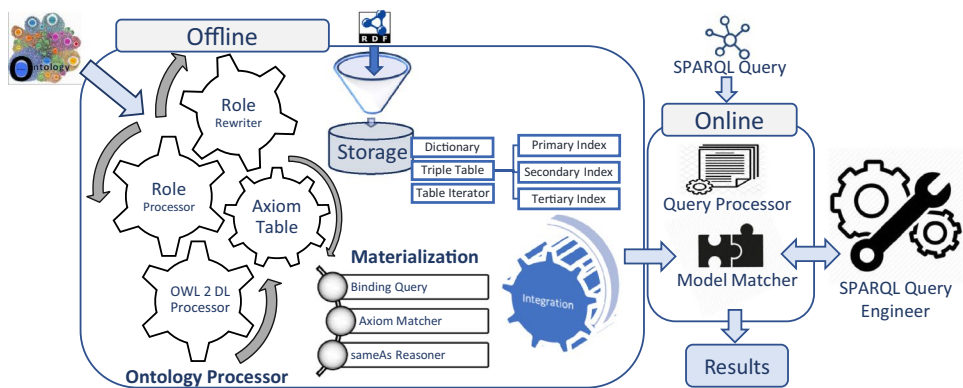 Offline
Ontology
RDF
Role
Rewriter
Role
Processor
Axiom
Table
OWL 2 DL
Processor
Ontology Processor
Storage
Dictionary
Triple Table
Table Iterator
Primary Index
Secondary Index
Tertiary Index
Materialization
Binding Query
Axiom Matcher
sameAs Reasoner
Integration
SPARQL Query
Online
Query Processor
Model Matcher
SPARQL Query
Engineer
Results